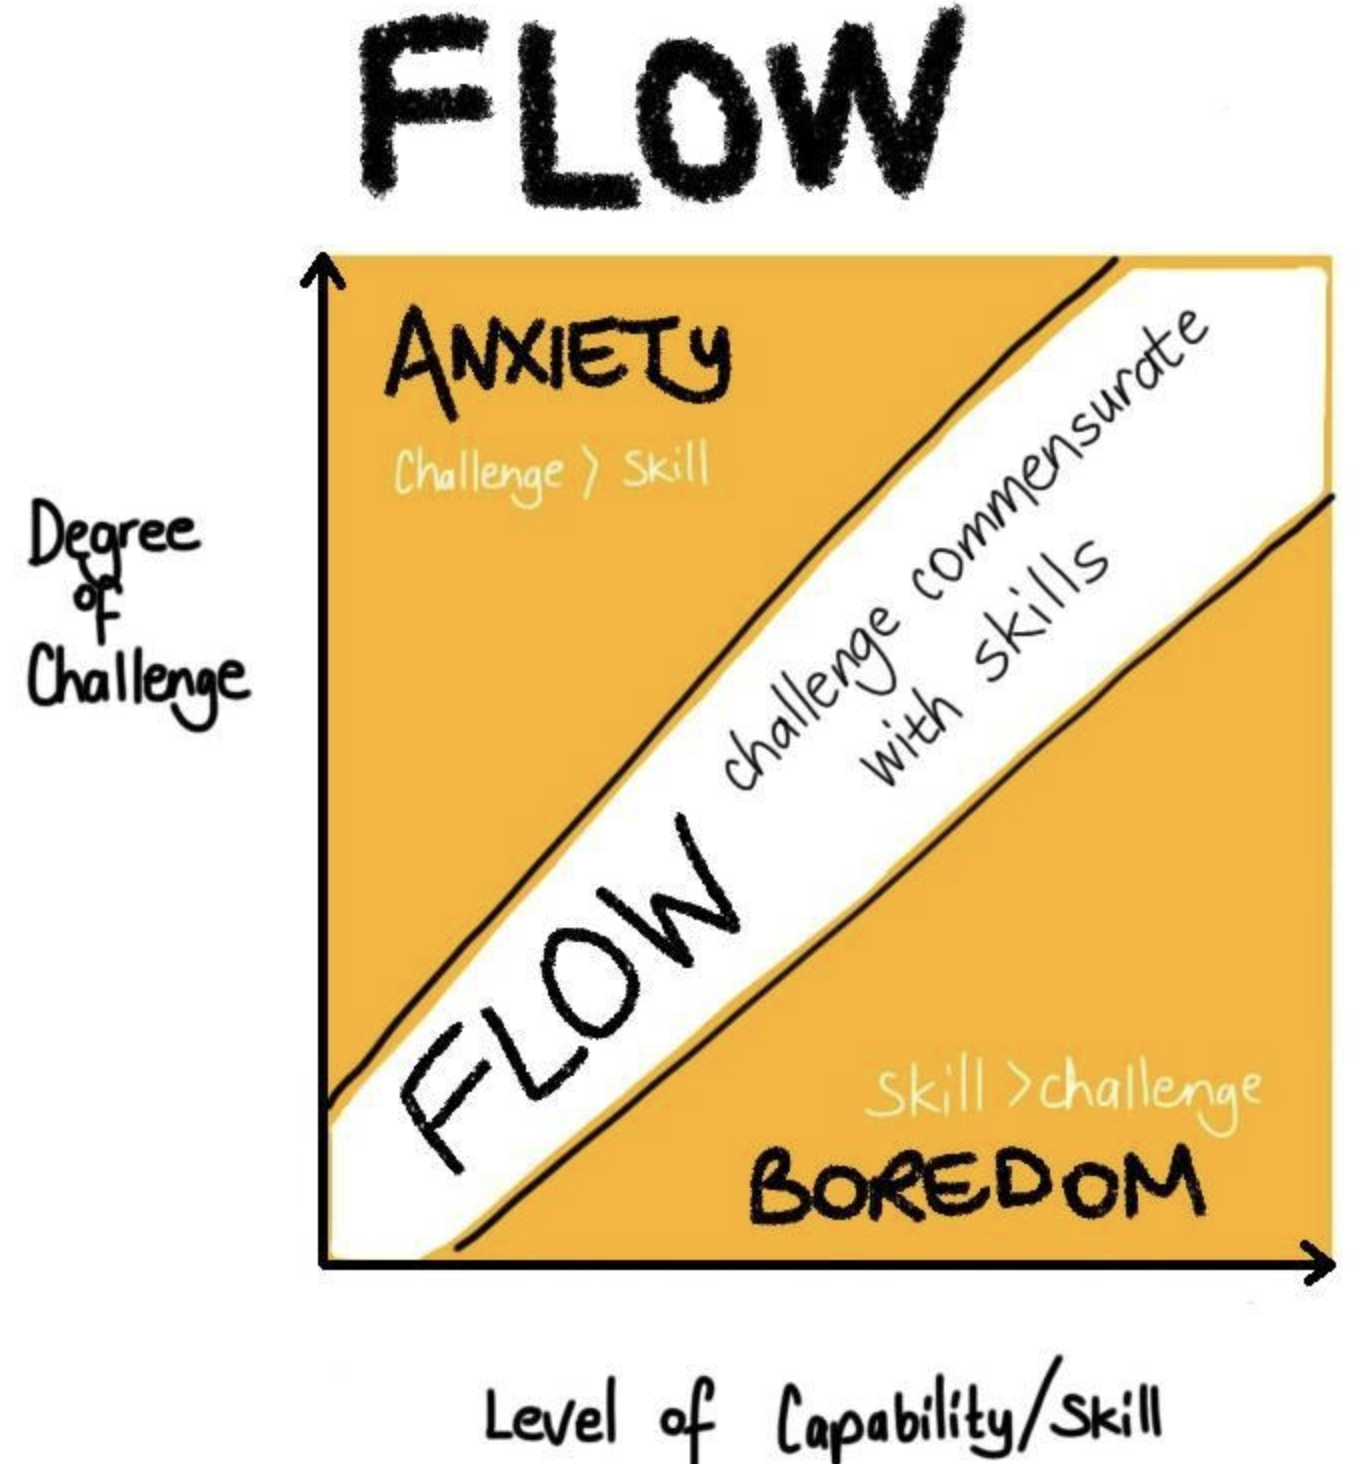 FLOW
ANXIETY
Challenge > Skill
Degree
of
Challenge
challenge commensurate
with skills
FLOW
Skill >challenge
BOREDOM
Level of Capability/Skill